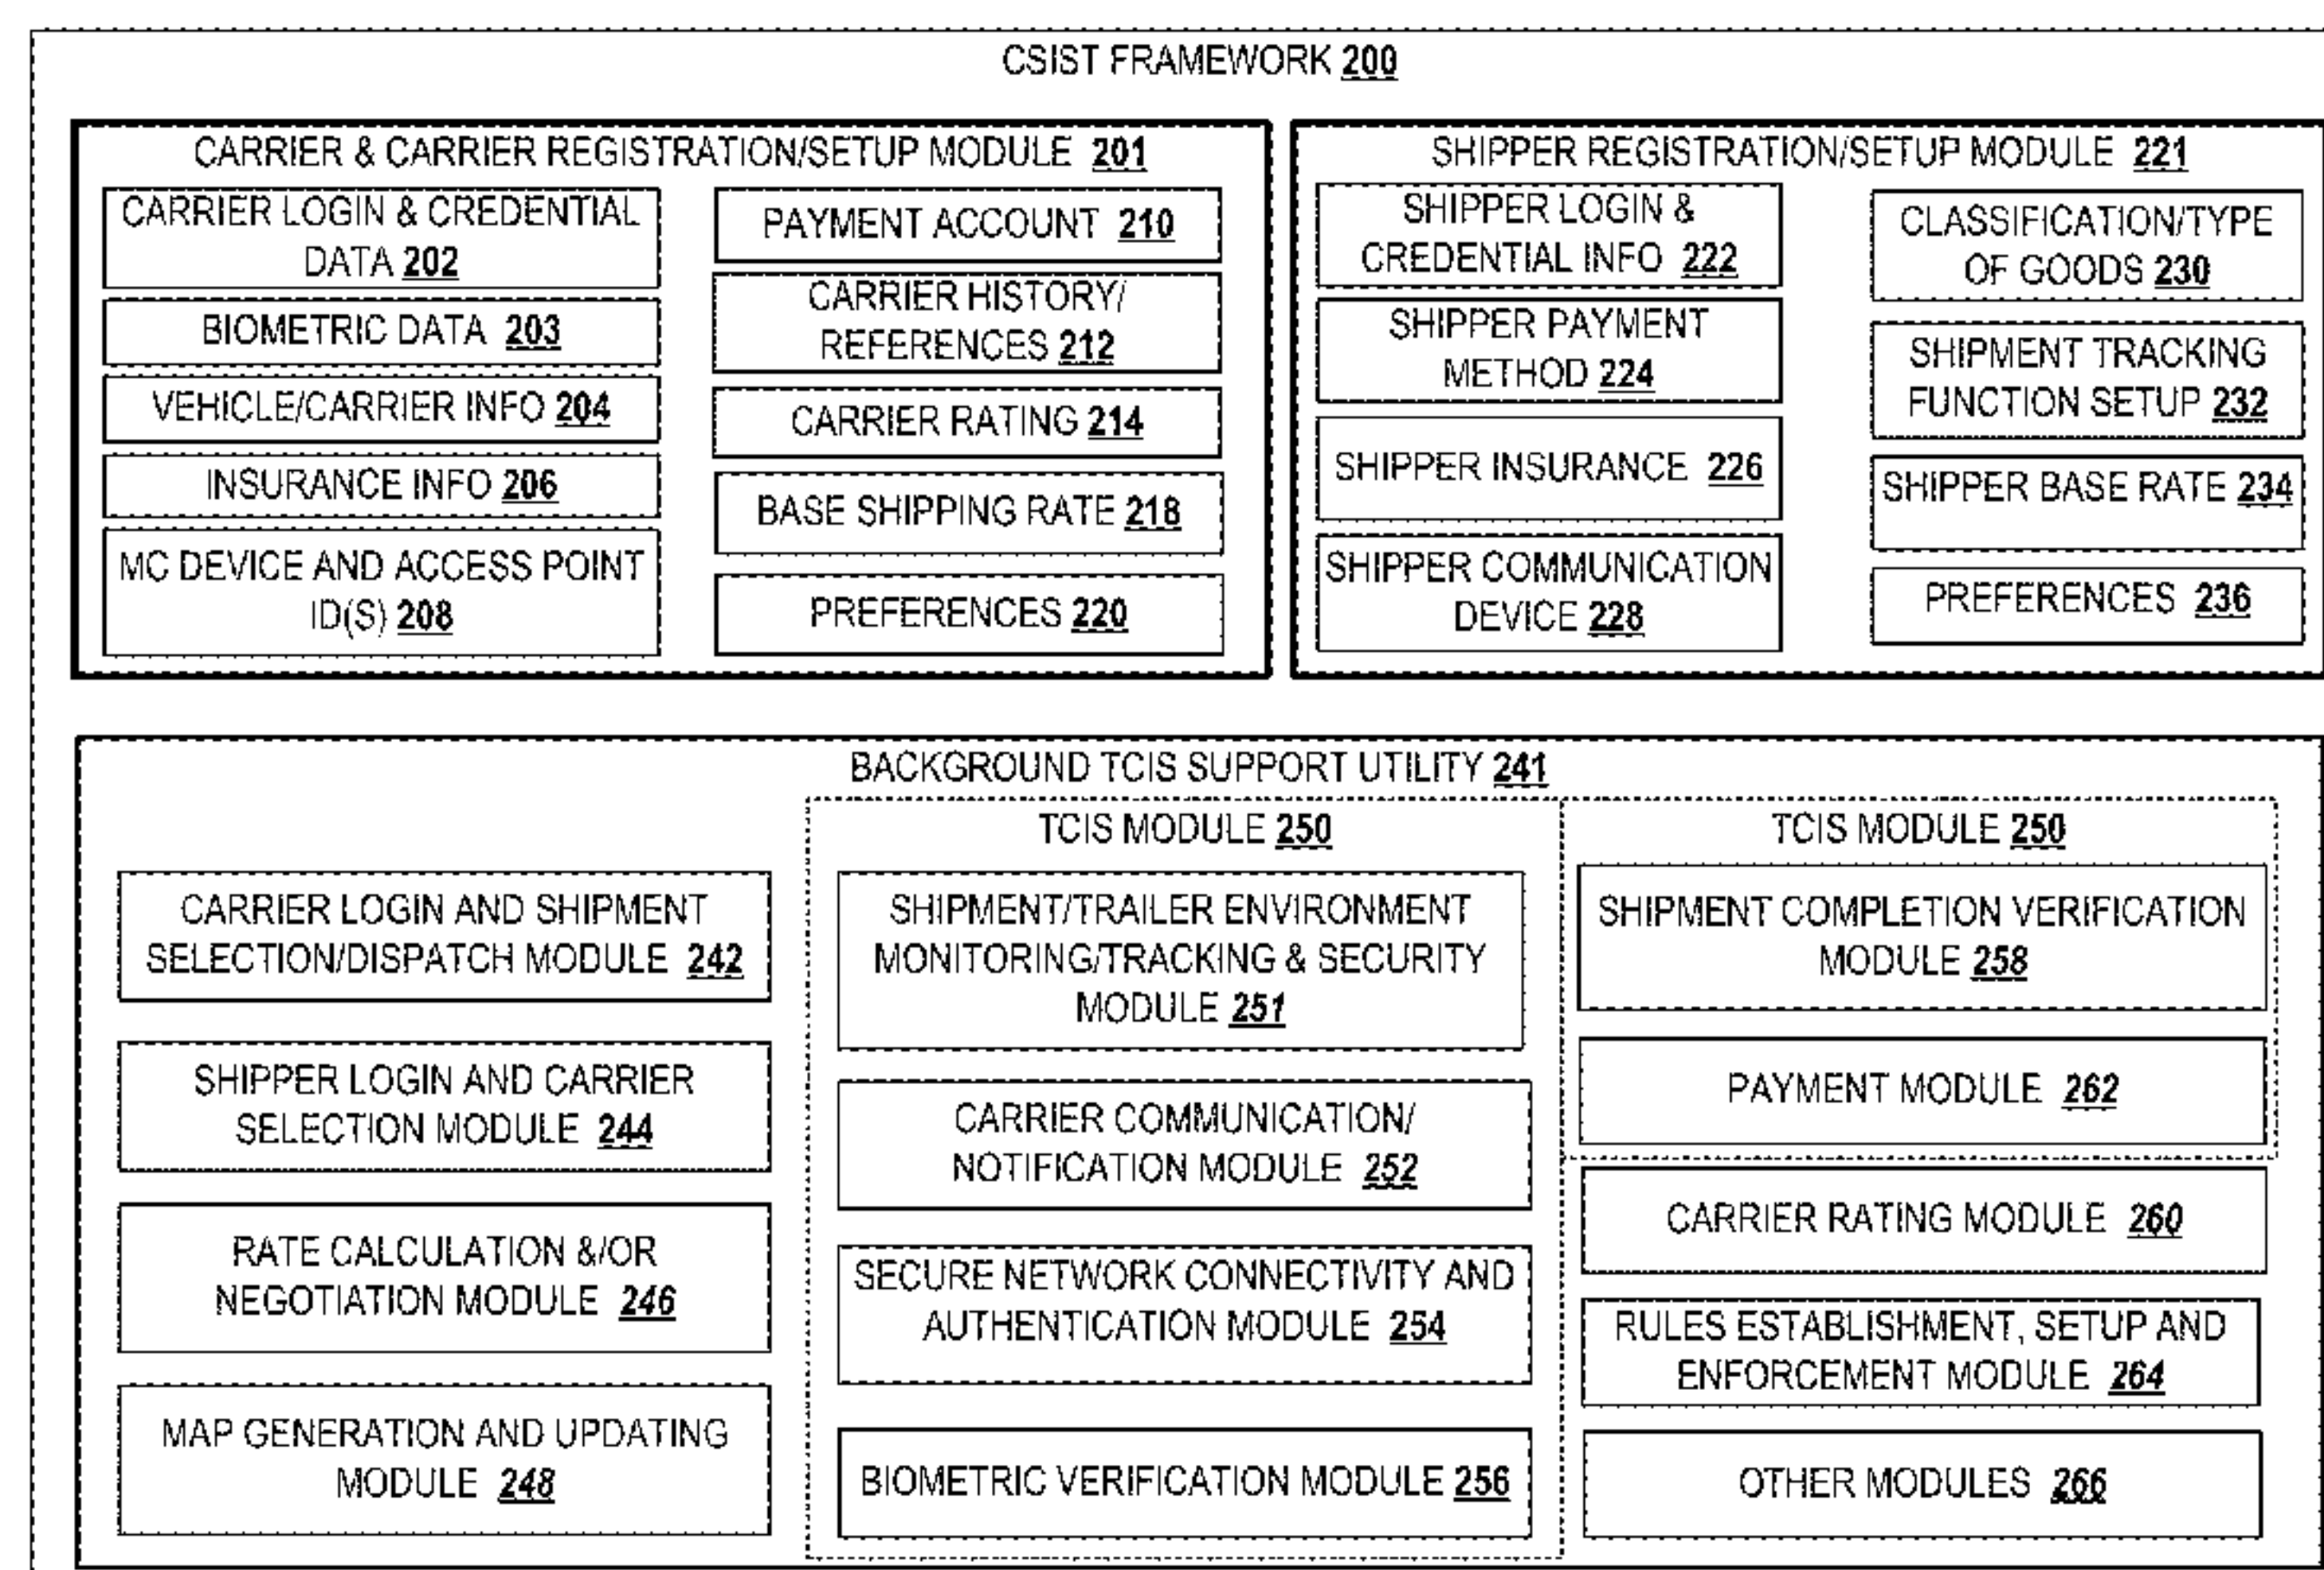 CSIST FRAMEWORK 200
CARRIER & CARRIER REGISTRATION/SETUP MODULE 201
CARRIER LOGIN & CREDENTIAL
DATA 202
BIOMETRIC DATA 203
VEHICLE/CARRIER INFO 204
INSURANCE INFO 206
MC DEVICE AND ACCESS POINT
ID(S) 208
PAYMENT ACCOUNT 210
CARRIER HISTORY/
REFERENCES 212
CARRIER RATING 214
BASE SHIPPING RATE 218
PREFERENCES 220
SHIPPER REGISTRATION/SETUP MODULE 221
SHIPPER LOGIN &
CREDENTIAL INFO 222
SHIPPER PAYMENT
METHOD 224
SHIPPER INSURANCE 226
SHIPPER COMMUNICATION
DEVICE 228
CLASSIFICATION/TYPE
OF GOODS 230
SHIPMENT TRACKING
FUNCTION SETUP 232
SHIPPER BASE RATE 234
PREFERENCES 236
BACKGROUND TCIS SUPPORT UTILITY 241
CARRIER LOGIN AND SHIPMENT
SELECTION/DISPATCH MODULE 242
SHIPPER LOGIN AND CARRIER
SELECTION MODULE 244
RATE CALCULATION &/OR
NEGOTIATION MODULE 246
MAP GENERATION AND UPDATING
MODULE 248
TCIS MODULE 250
SHIPMENT/TRAILER ENVIRONMENT
MONITORING/TRACKING & SECURITY
MODULE 251
CARRIER COMMUNICATION/
NOTIFICATION MODULE 252
SECURE NETWORK CONNECTIVITY AND
AUTHENTICATION MODULE 254
BIOMETRIC VERIFICATION MODULE 256
TCIS MODULE 250
SHIPMENT COMPLETION VERIFICATION
MODULE 258
PAYMENT MODULE 262
CARRIER RATING MODULE 260
RULES ESTABLISHMENT, SETUP AND
ENFORCEMENT MODULE 264
OTHER MODULES 266